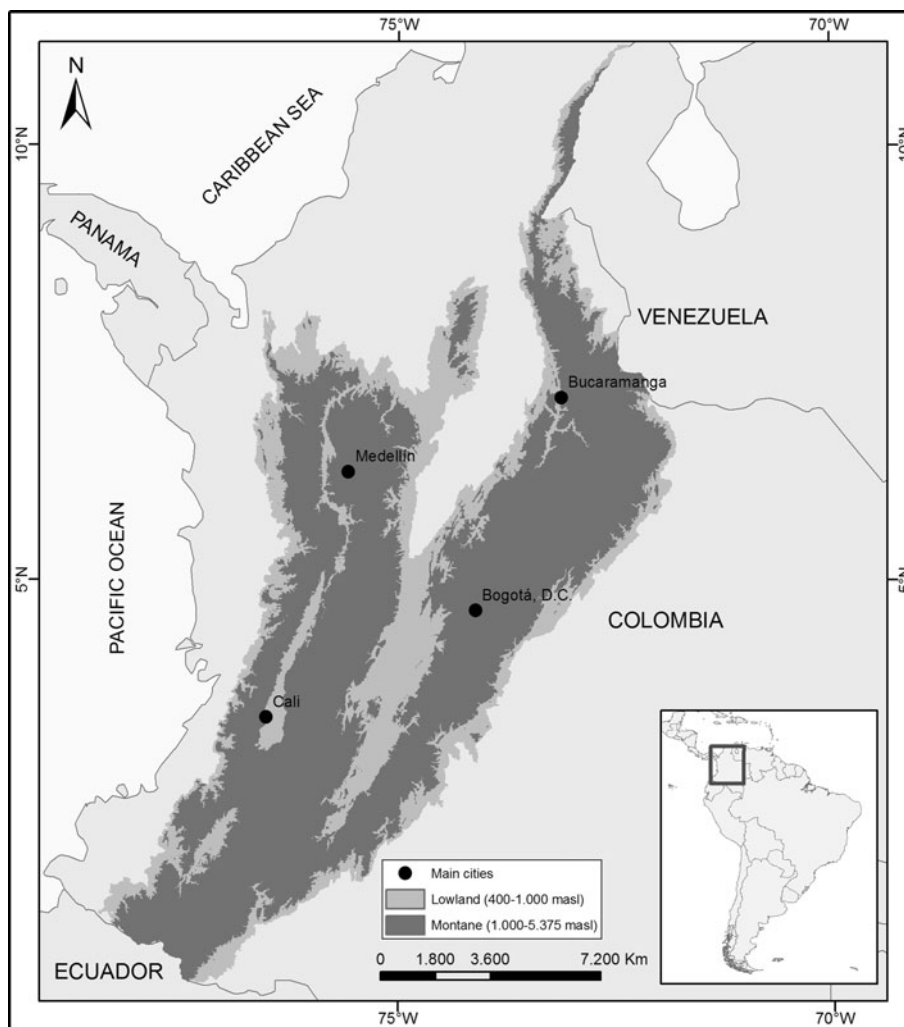 75°W
70°W
N
CARIBBEAN SEA
10°N
10°N
PANAMA
VENEZUELA
Bucaramanga
Medellín
PACIFIC OCEAN
5°N
5°N
Bogotá, D.C.
COLOMBIA
Cali
Main cities
Lowland (400-1.000 masl)
Montane (1.000-5.375 masl)
ECUADOR
0 1.800 3.600 7.200 Km
75°W
70°W